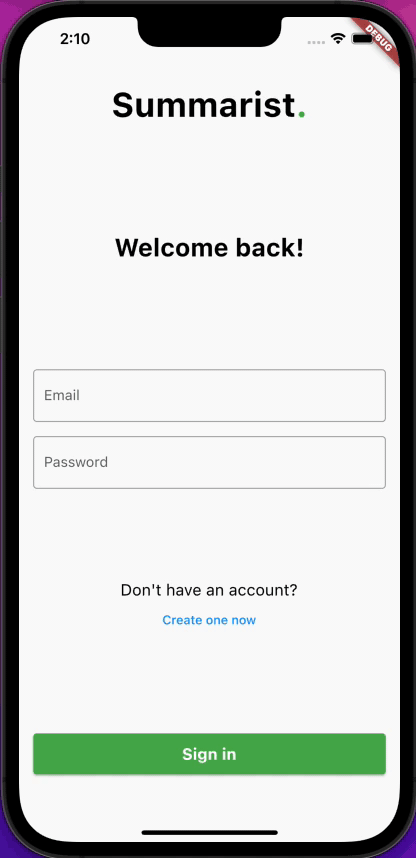 2:10
DEBUG
Summarist.
Welcome back!
Email
Password
Don't have an account?
Create one now
Sign in